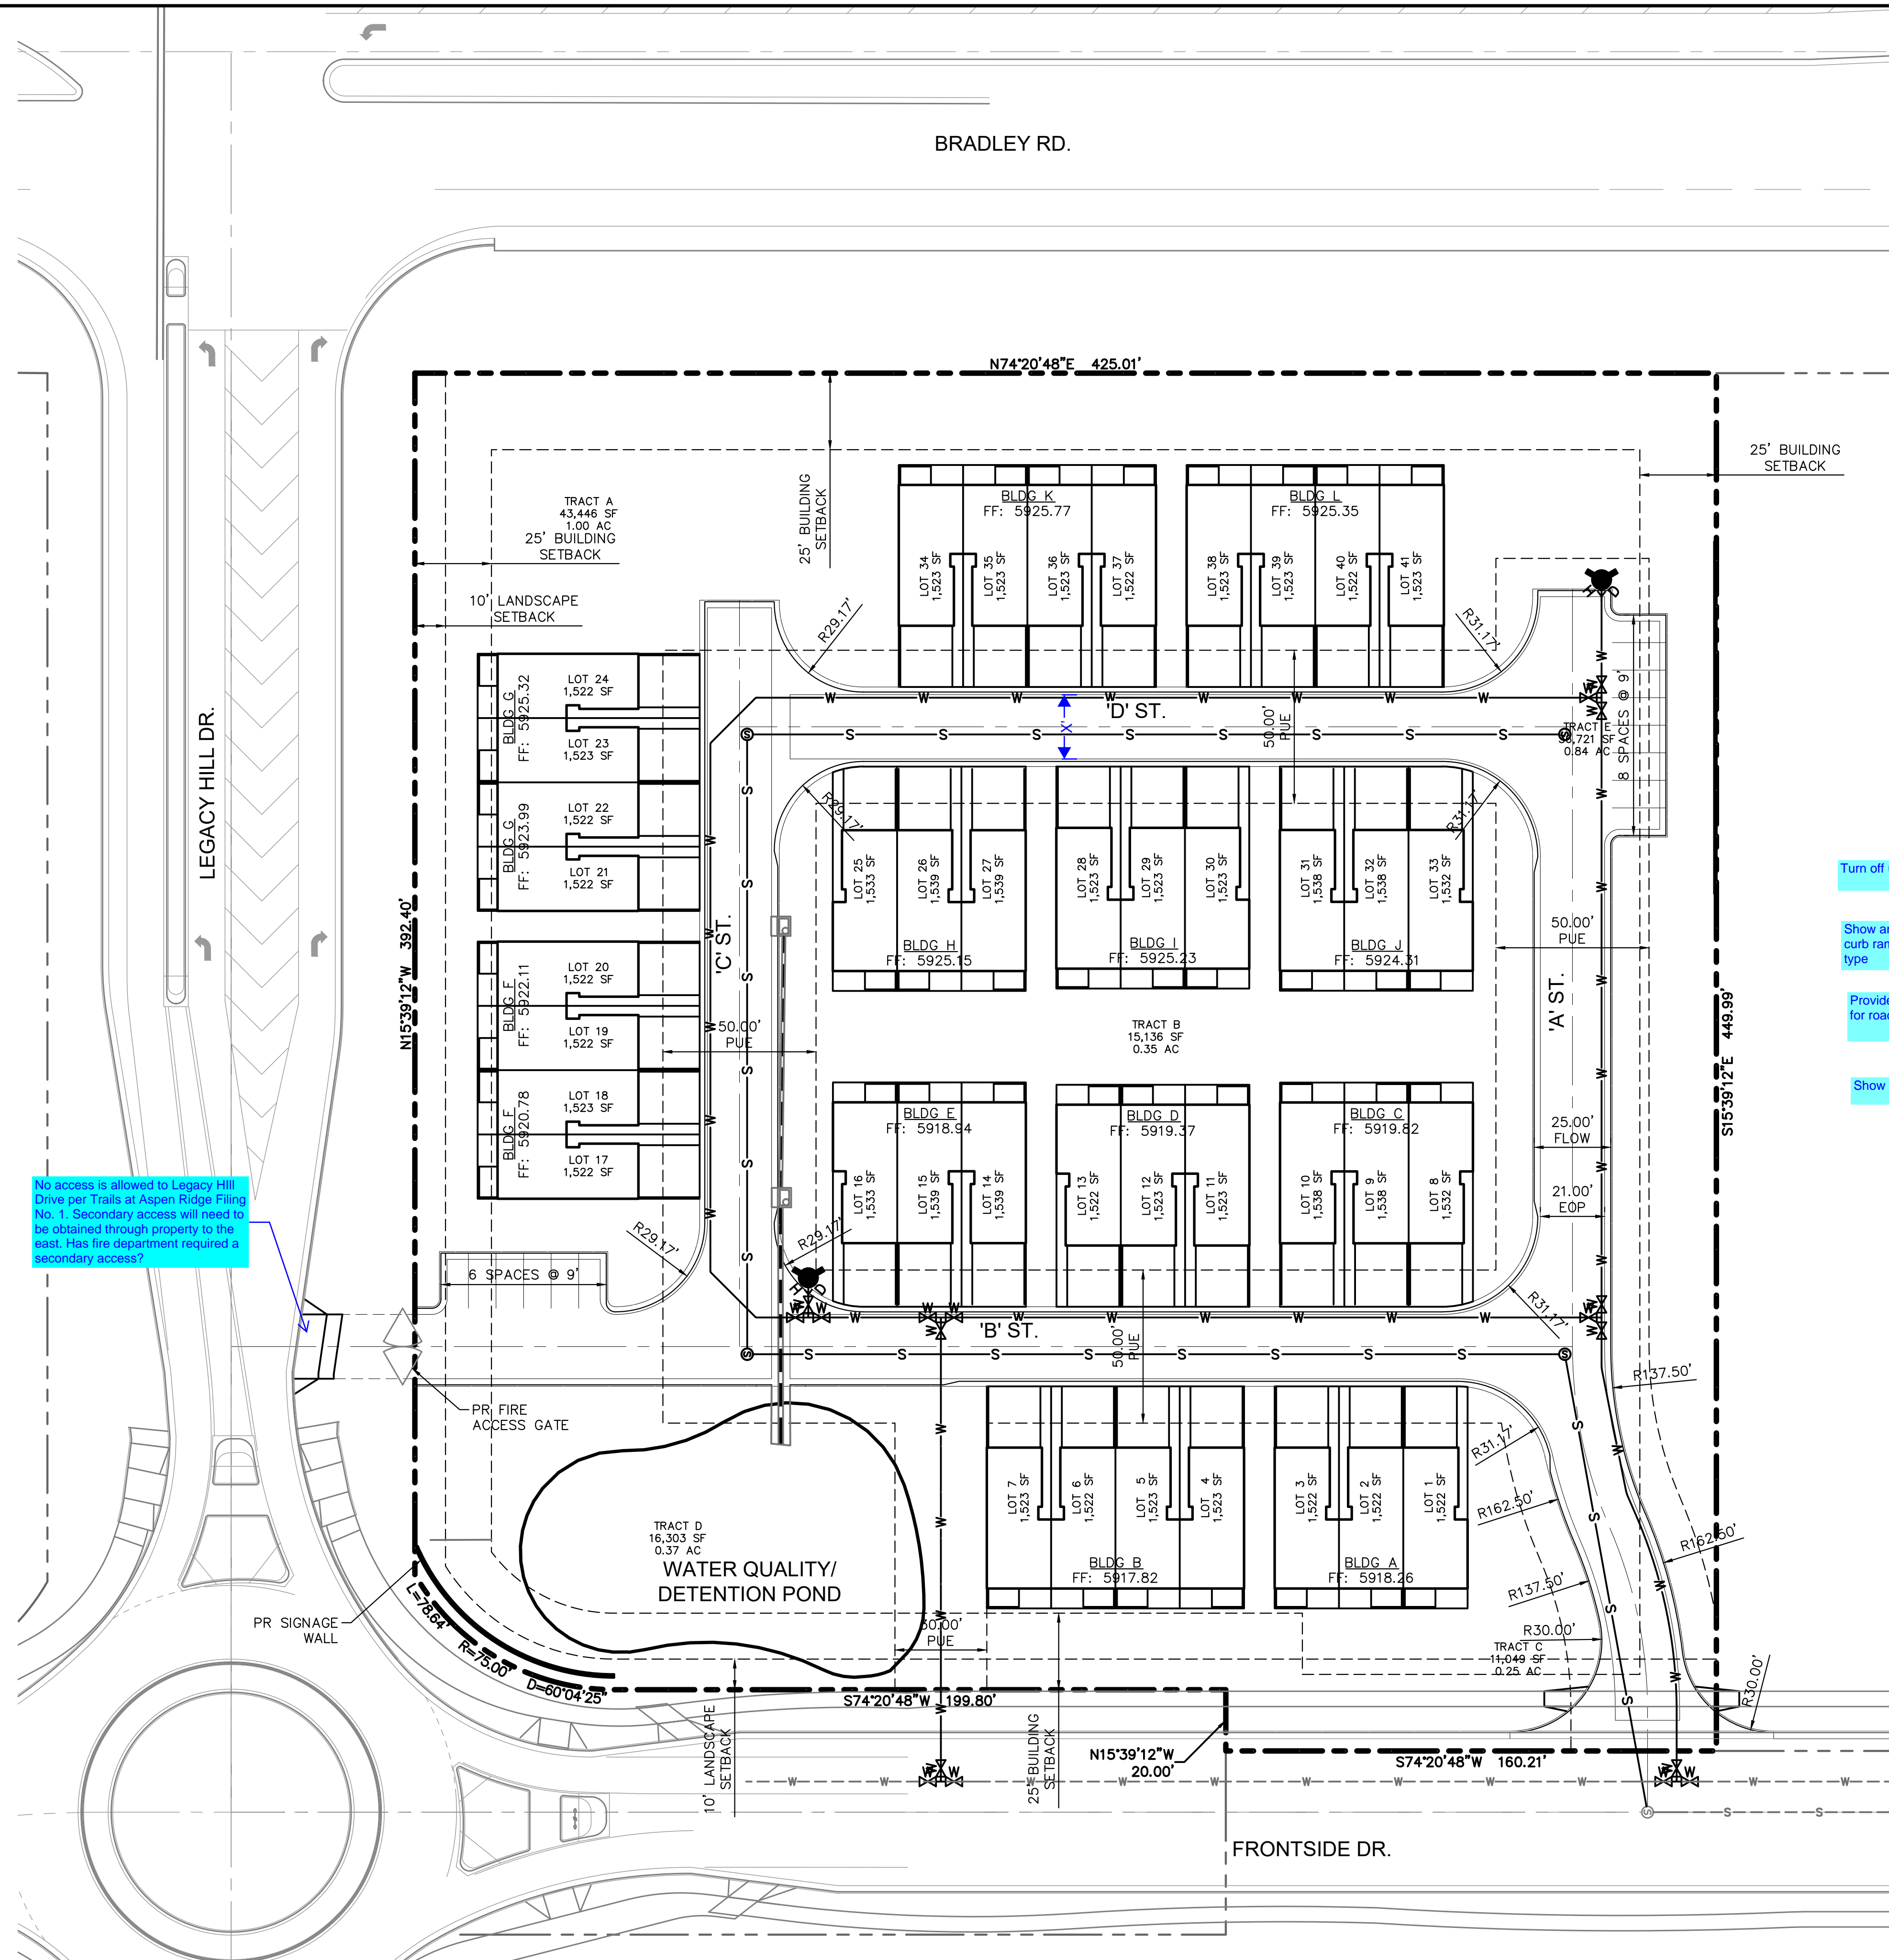 BRADLEY RD.
N74°20'48"E 425.01'
25' BUILDING
SETBACK
25' BUILDING
SETBACK
TRACT A
43,446 SF
1.00 AC
25' BUILDING
SETBACK
10' LANDSCAPE
SETBACK
BLDG K
FF: 5925.77
LOT 34
1,523 SF
LOT 35
1,523 SF
LOT 36
1,523 SF
LOT 37
1,522 SF
BLDG L
FF: 5925.35
LOT 38
1,523 SF
LOT 39
1,523 SF
LOT 40
1,522 SF
LOT 41
1,523 SF
R29.17'
R31.17'
H
D
LEGACY HILL DR.
BLDG G
FF: 5925.32
LOT 24
1,522 SF
LOT 23
1,523 SF
BLDG G
FF: 5923.99
LOT 22
1,522 SF
LOT 21
1,522 SF
'D' ST.
'X'
50.00'
PUE
TRACT E
0.84 AC
8 SPACES @ 9'
R29.17'
R31.17'
LOT 25
1,533 SF
LOT 26
1,539 SF
LOT 27
1,539 SF
BLDG H
FF: 5925.15
LOT 28
1,523 SF
LOT 29
1,523 SF
LOT 30
1,523 SF
BLDG I
FF: 5925.23
LOT 31
1,538 SF
LOT 32
1,538 SF
LOT 33
1,532 SF
BLDG J
FF: 5924.31
Turn off
Show
type
Provide
for
Show
50.00'
PUE
'C' ST.
'A' ST.
N15°39'12"W 392.40'
S15°39'12"E 449.99'
BLDG F
FF: 5922.11
LOT 20
1,522 SF
LOT 19
1,522 SF
BLDG F
FF: 5920.78
LOT 18
1,523 SF
LOT 17
1,522 SF
50.00'
PUE
TRACT B
15,136 SF
0.35 AC
BLDG E
FF: 5918.94
LOT 16
1,533 SF
LOT 15
1,539 SF
LOT 14
1,539 SF
BLDG D
FF: 5919.37
LOT 13
1,522 SF
LOT 12
1,523 SF
LOT 11
1,523 SF
BLDG C
FF: 5919.82
LOT 10
1,538 SF
LOT 9
1,538 SF
LOT 8
1,532 SF
25.00'
FLOW
21.00'
EOP
No access is allowed to Legacy HIll
Drive per Trails at Aspen Ridge Filing
No. 1. Secondary access will need to
be obtained through property to the
east. Has fire department required a
secondary access?
R29.17'
R29.17'
H
D
6 SPACES @ 9'
'B' ST.
50.00'
PUE
R31.17'
R137.50'
PR FIRE
ACCESS GATE
R31.17'
R162.50'
R162.50'
R137.50'
R30.00'
R30.00'
LOT 7
1,523 SF
LOT 6
1,522 SF
LOT 5
1,523 SF
LOT 4
1,523 SF
BLDG B
FF: 5917.82
LOT 3
1,522 SF
LOT 2
1,522 SF
LOT 1
1,522 SF
BLDG A
FF: 5918.26
TRACT D
16,303 SF
0.37 AC
WATER QUALITY/
DETENTION POND
PR SIGNAGE
WALL
L=78.64'
R=75.00'
D=60°04'25"
30.00'
PUE
TRACT C
11,049 SF
0.25 AC
S74°20'48"W 199.80'
10' LANDSCAPE
SETBACK
25' BUILDING
SETBACK
N15°39'12"W
20.00'
S74°20'48"W 160.21'
FRONTSIDE DR.